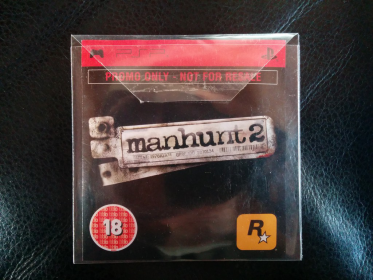 PROMO ONLY - NOT FOR RESALE
manhunt 2
18
R